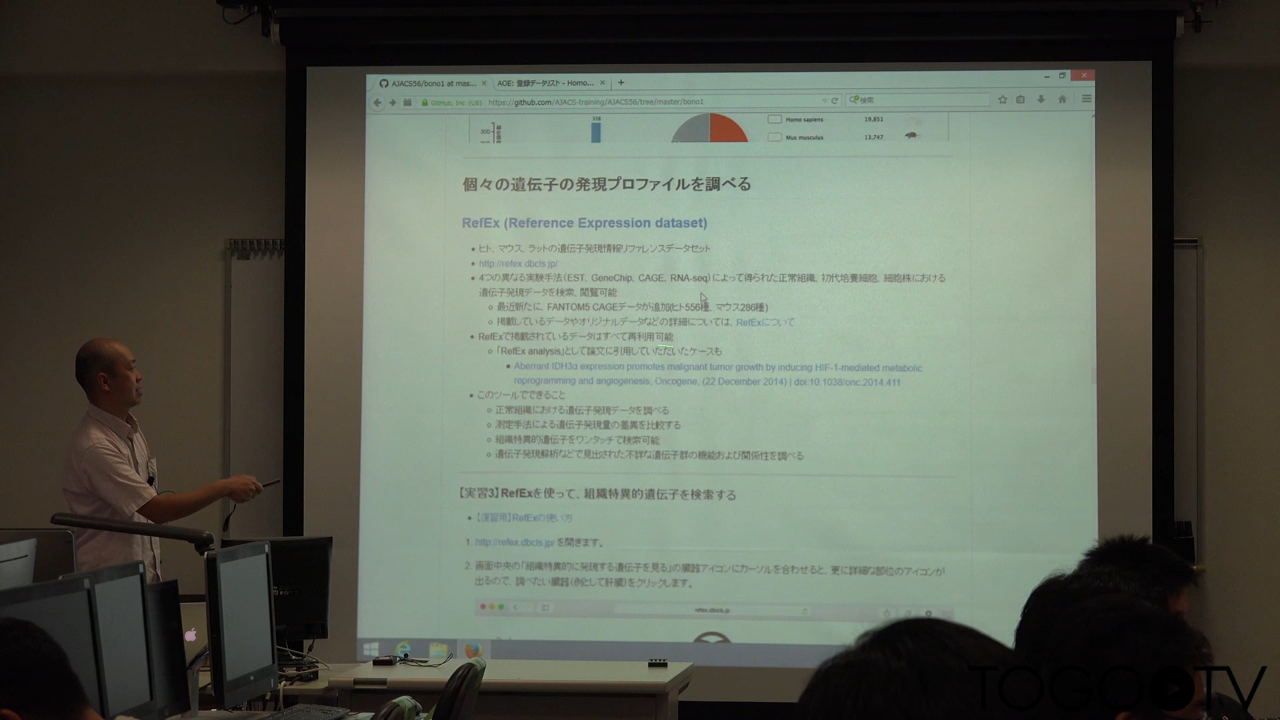 AJACS56/bono1 at mas...
AOE: 登録データリスト - Homo...
GitHub, Inc. (US)
https://github.com/AJACS-training/AJACS56/tree/master/bono1
検索
338
300
Homo sapiens 19,851
Mus musculus 13,747
個々の遺伝子の発現プロファイルを調べる
RefEx (Reference Expression dataset)
ヒト、マウス、ラットの遺伝子発現情報リファレンスデータセット
http://refex.dbcls.jp/
4つの異なる実験手法(EST、GeneChip、CAGE、RNA-seq)によって得られた正常組織、初代培養細胞、細胞株における
遺伝子発現データを検索、閲覧可能
最近新たに、FANTOM5 CAGEデータが追加(ヒト556種、マウス286種)
掲載しているデータやオリジナルデータなどの詳細については、RefExについて
RefExで掲載されているデータはすべて再利用可能
「RefEx analysis」として論文に引用していただいたケースも
Aberrant IDH3α expression promotes malignant tumor growth by inducing HIF-1-mediated metabolic
reprogramming and angiogenesis, Oncogene, (22 December 2014) | doi:10.1038/onc.2014.411
このツールでできること
正常組織における遺伝子発現データを調べる
測定手法による遺伝子発現量の差異を比較する
組織特異的遺伝子をワンタッチで検索可能
遺伝子発現解析などで見出された不詳な遺伝子群の機能および関係性を調べる
【実習3】RefExを使って、組織特異的遺伝子を検索する
【復習用】RefExの使い方
1. http://refex.dbcls.jp/ を開きます。
2. 画面中央の「組織特異的に発現する遺伝子を見る」の臓器アイコンにカーソルを合わせると、更に詳細な部位のアイコンが
出るので、調べたい臓器(例として肝臓)をクリックします。
refex.dbcls.jp
TOGOTV